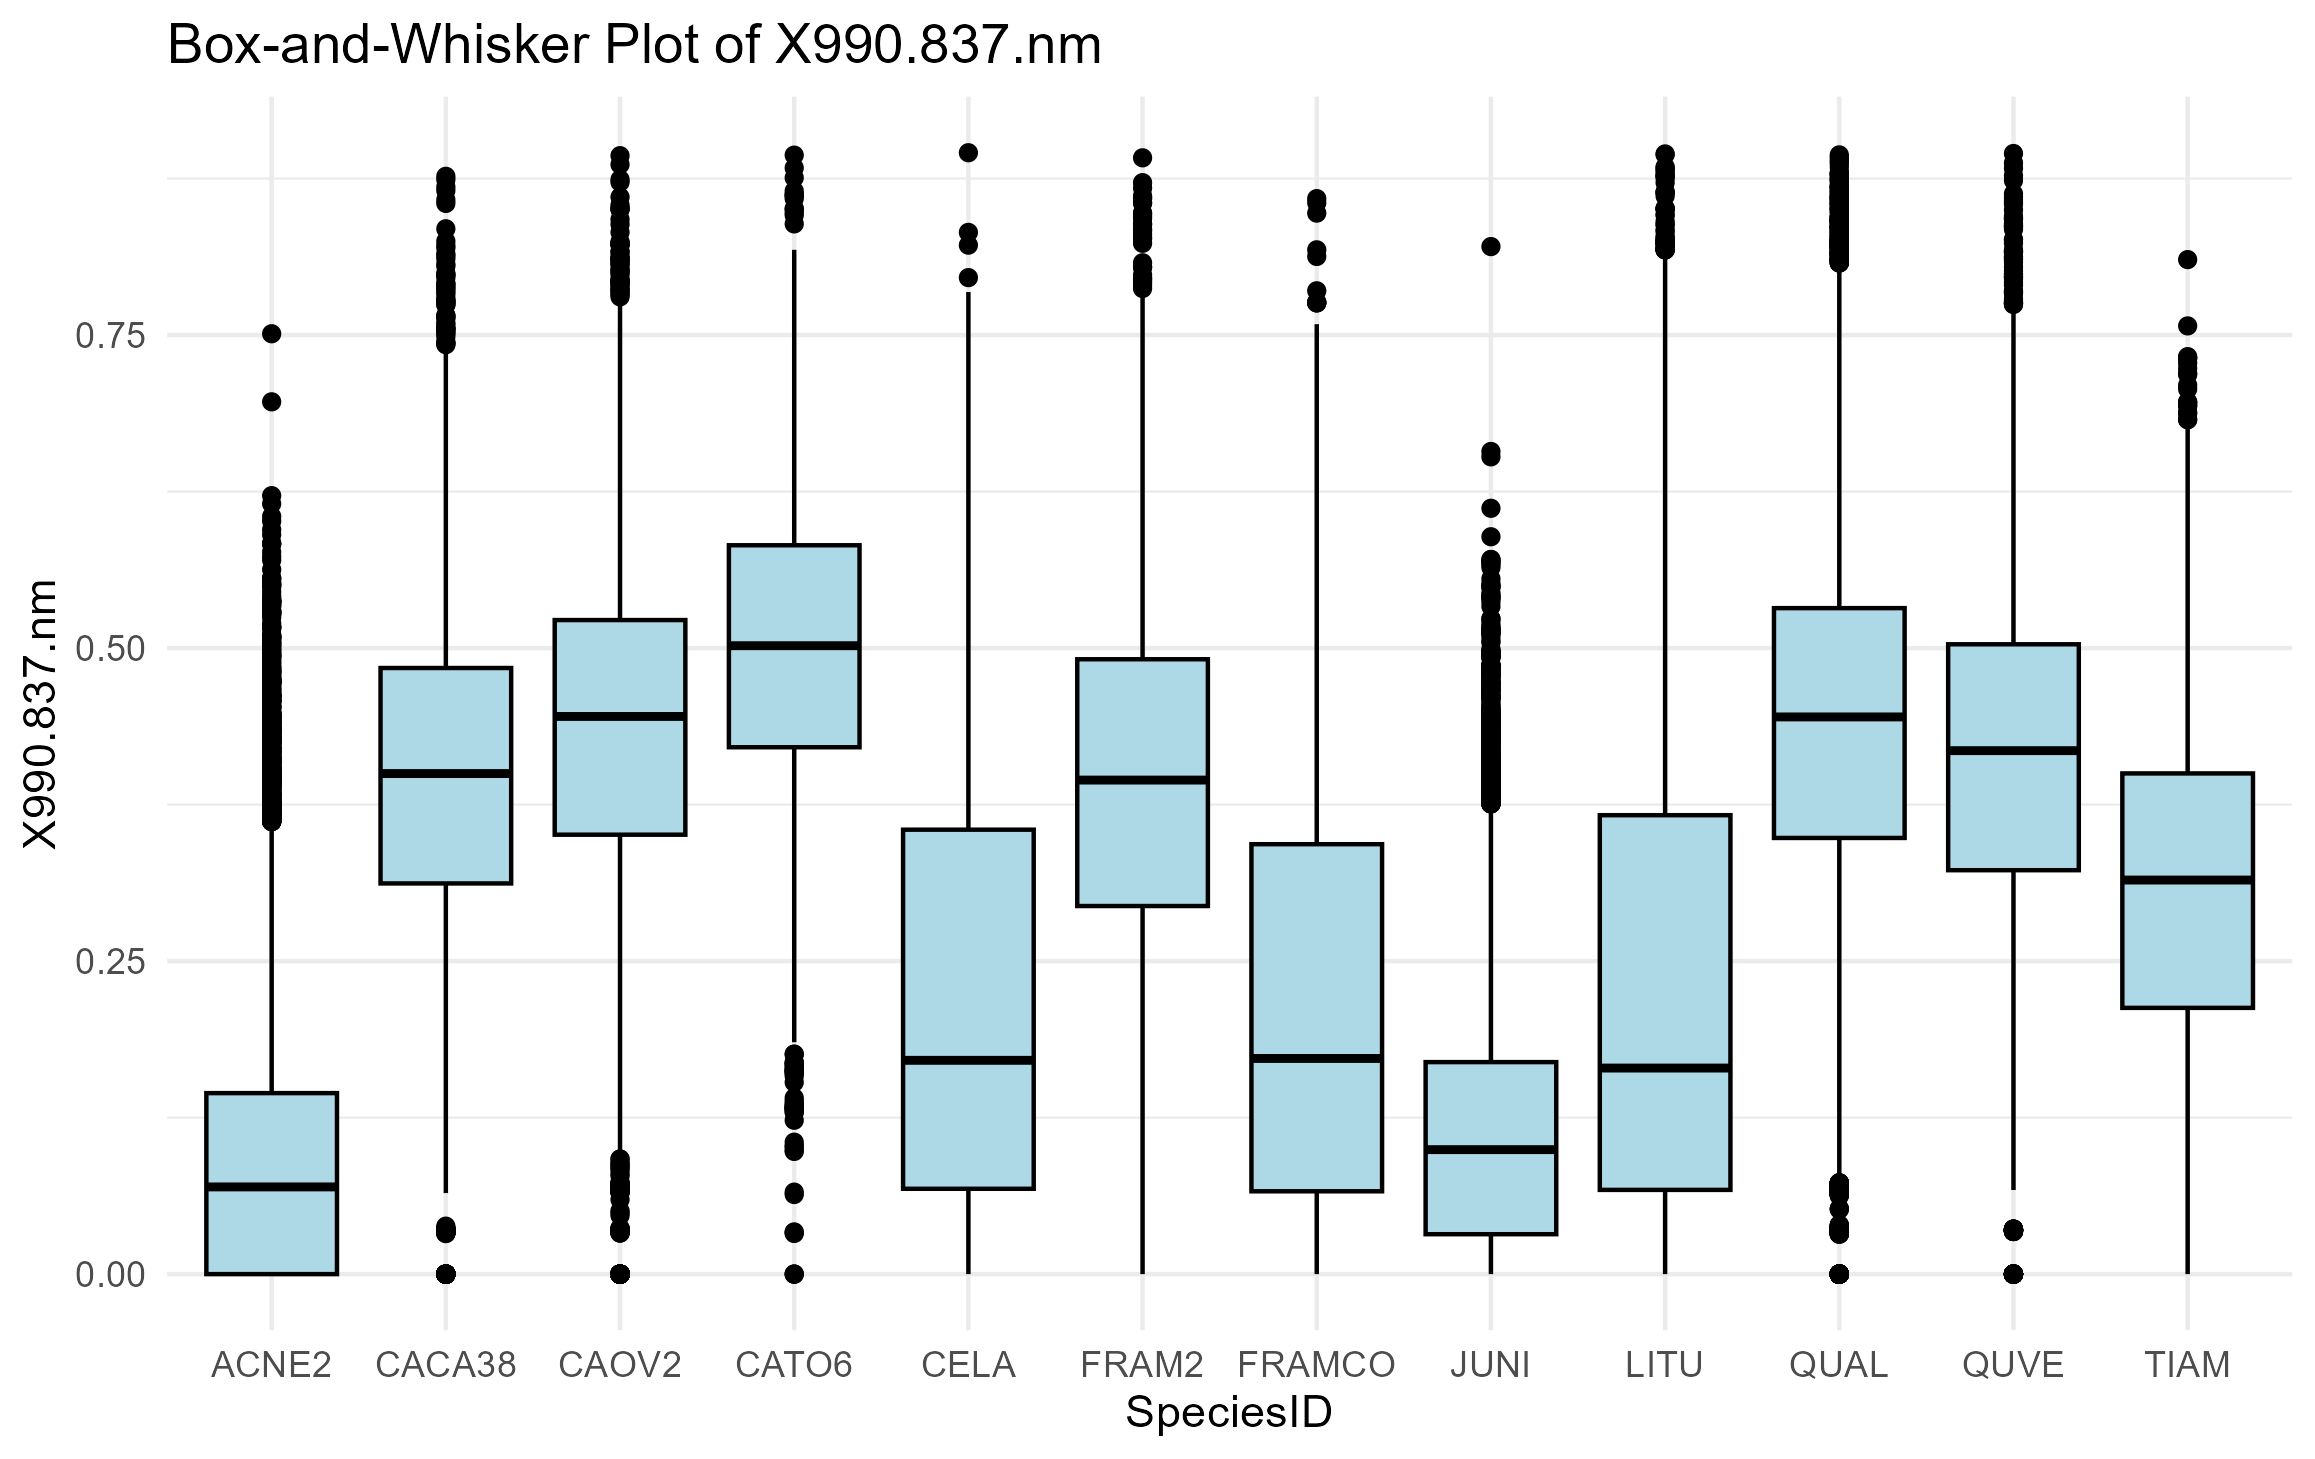 Box-and-Whisker Plot of X990.837.nm
X990.837.nm
0.75
0.50
0.25
0.00
ACNE2 CACA38 CAOV2 CATO6 CELA FRAM2 FRAMCO JUNI LITU QUAL QUVE TIAM
SpeciesID